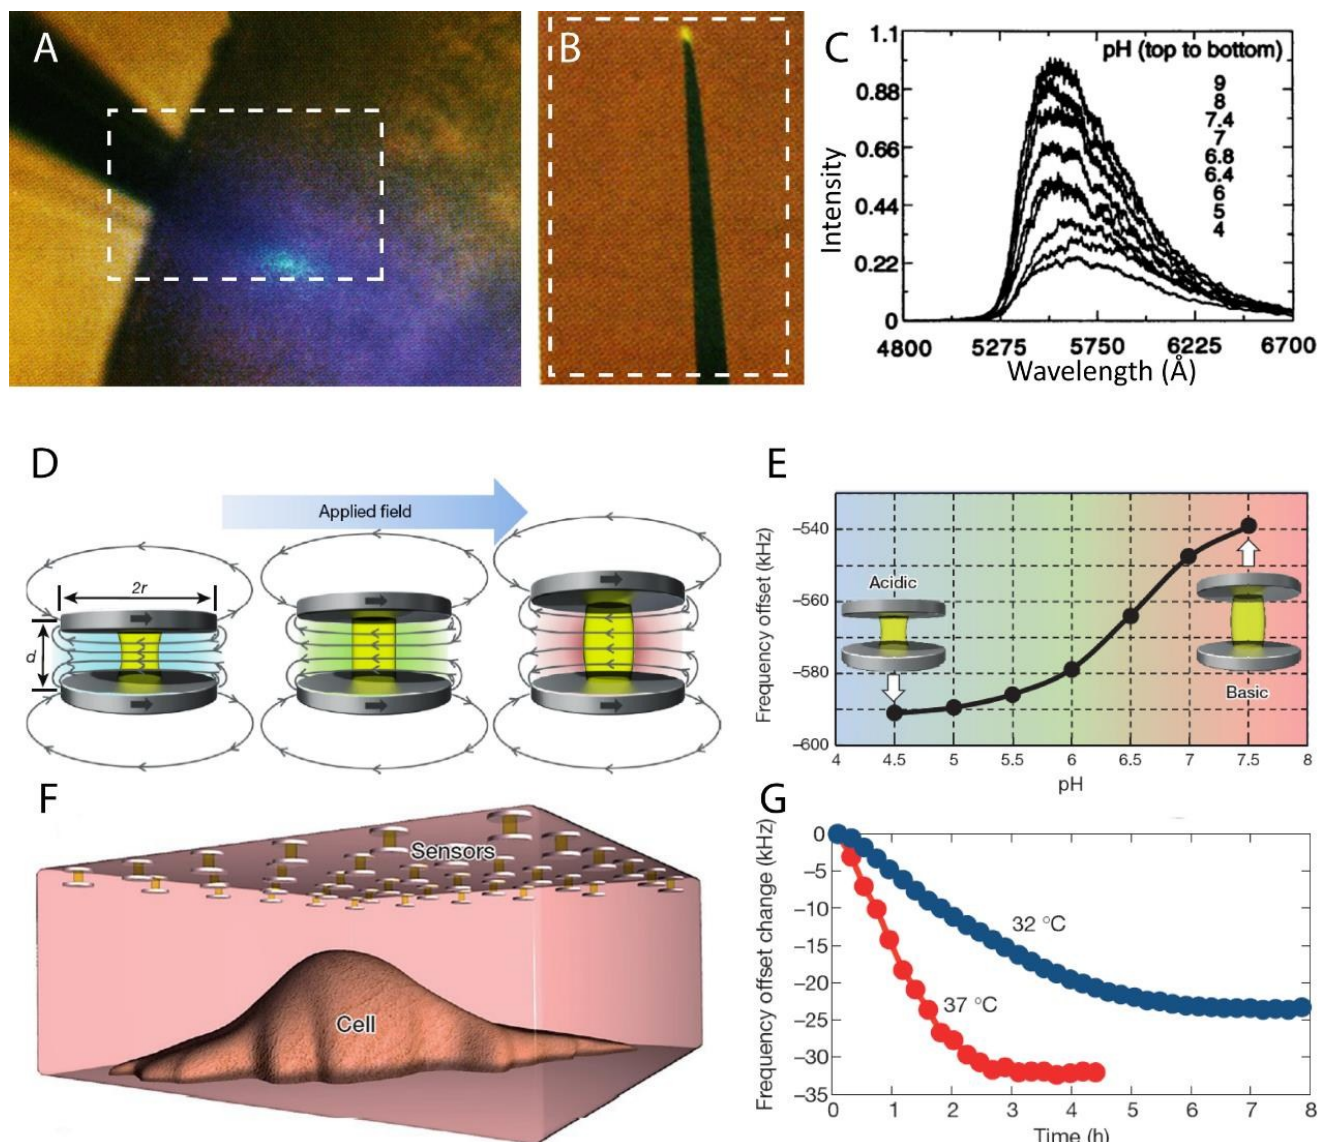 A
B
C
1.1
0.88
0.66
0.44
0.22
0
Intensity
pH (top to bottom)
9
8
7.4
7
6.8
6.4
6
5
4
4800 5275 5750 6225 6700
Wavelength (Å)
D
Applied field
2r
d
E
Frequency offset (kHz)
−540
−560
−580
−600
Acidic
Basic
4 4.5 5 5.5 6 6.5 7 7.5 8
pH
F
Sensors
Cell
G
Frequency offset change (kHz)
0
−5
−10
−15
−20
−25
−30
−35
32 °C
37 °C
0 1 2 3 4 5 6 7 8
Time (h)